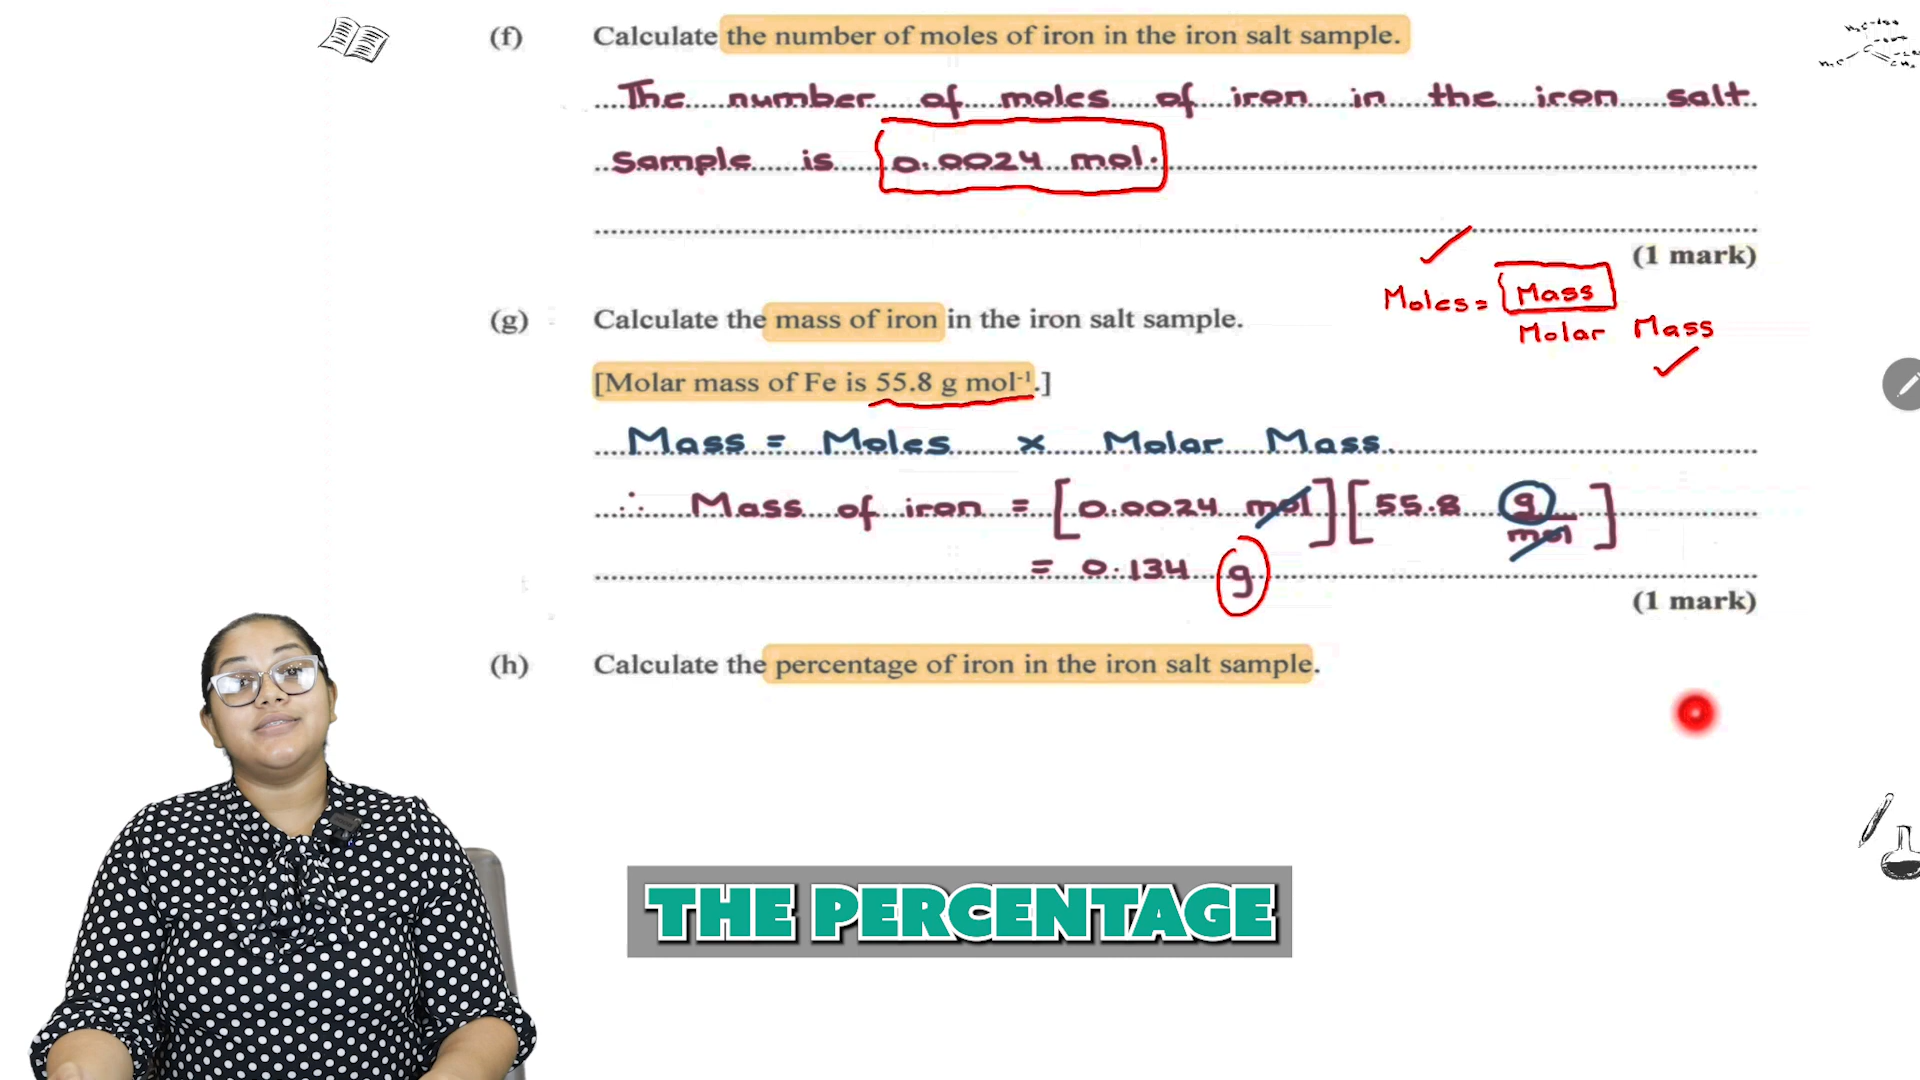 (f) Calculate the number of moles of iron in the iron salt sample.
The number of moles of iron in the iron salt
Sample is 0.0024 mol.
(1 mark)
Moles = Mass
Molar Mass
(g) Calculate the mass of iron in the iron salt sample.
[Molar mass of Fe is 55.8 g mol⁻¹.]
Mass = Moles × Molar Mass.
∴ Mass of iron = [0.0024 mol] [55.8 g
mol]
= 0.134 g
(1 mark)
(h) Calculate the percentage of iron in the iron salt sample.
THE PERCENTAGE